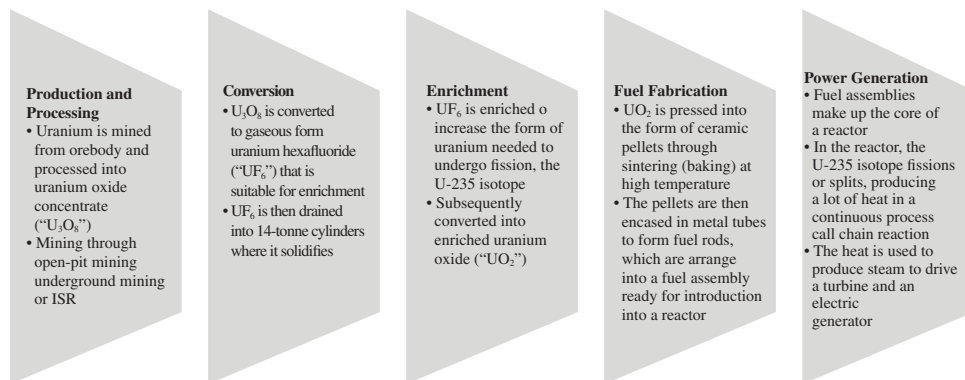 Production and
Processing
• Uranium is mined
from orebody and
processed into
uranium oxide
concentrate
(“U₃O₈”)
• Mining through
open-pit mining
underground mining
or ISR
Conversion
• U₃O₈ is converted
to gaseous form
uranium hexafluoride
(“UF₆”) that is
suitable for enrichment
• UF₆ is then drained
into 14-tonne cylinders
where it solidifies
Enrichment
• UF₆ is enriched o
increase the form of
uranium needed to
undergo fission, the
U-235 isotope
• Subsequently
converted into
enriched uranium
oxide (“UO₂”)
Fuel Fabrication
• UO₂ is pressed into
the form of ceramic
pellets through
sintering (baking) at
high temperature
• The pellets are then
encased in metal tubes
to form fuel rods,
which are arrange
into a fuel assembly
ready for introduction
into a reactor
Power Generation
• Fuel assemblies
make up the core of
a reactor
• In the reactor, the
U-235 isotope fissions
or splits, producing
a lot of heat in a
continuous process
call chain reaction
• The heat is used to
produce steam to drive
a turbine and an
electric
generator